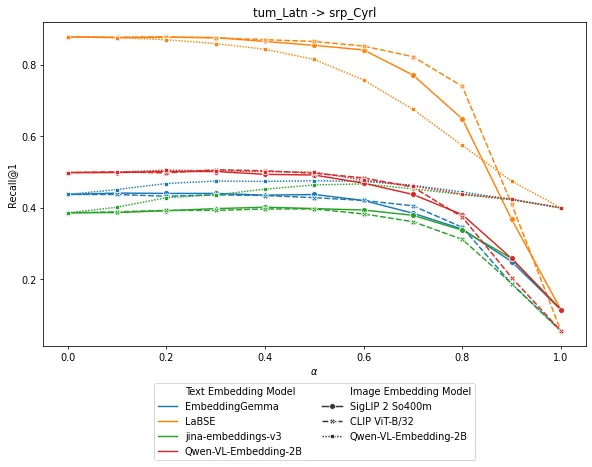 tum_Latn -> srp_Cyrl
Recall@1
0.8
0.6
0.4
0.2
0.0 0.2 0.4 0.6 0.8 1.0
α
Text Embedding Model Image Embedding Model
EmbeddingGemma SigLIP 2 So400m
LaBSE CLIP ViT-B/32
jina-embeddings-v3 Qwen-VL-Embedding-2B
Qwen-VL-Embedding-2B